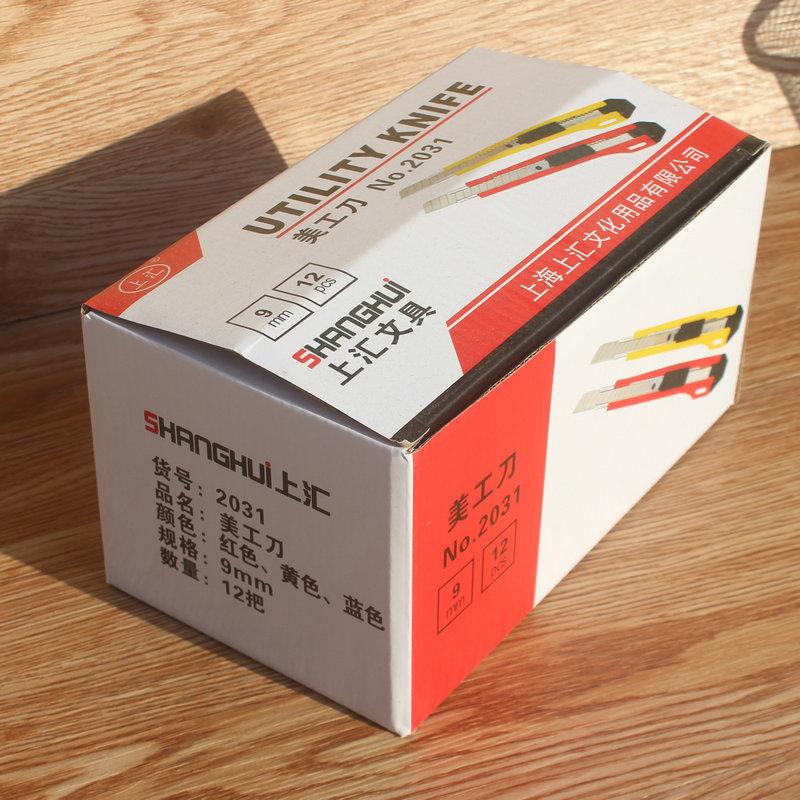 UTILITY KNIFE
美工刀 No.2031
上汇
9
mm
12
pcs
SHANGHUi
上汇文具
上海上汇文化用品有限公司
SHANGHUi上汇
货号：2031
品名：美工刀
颜色：红色、黄色、蓝色
规格：9mm
数量：12把
美工刀
No.2031
9
mm
12
pcs